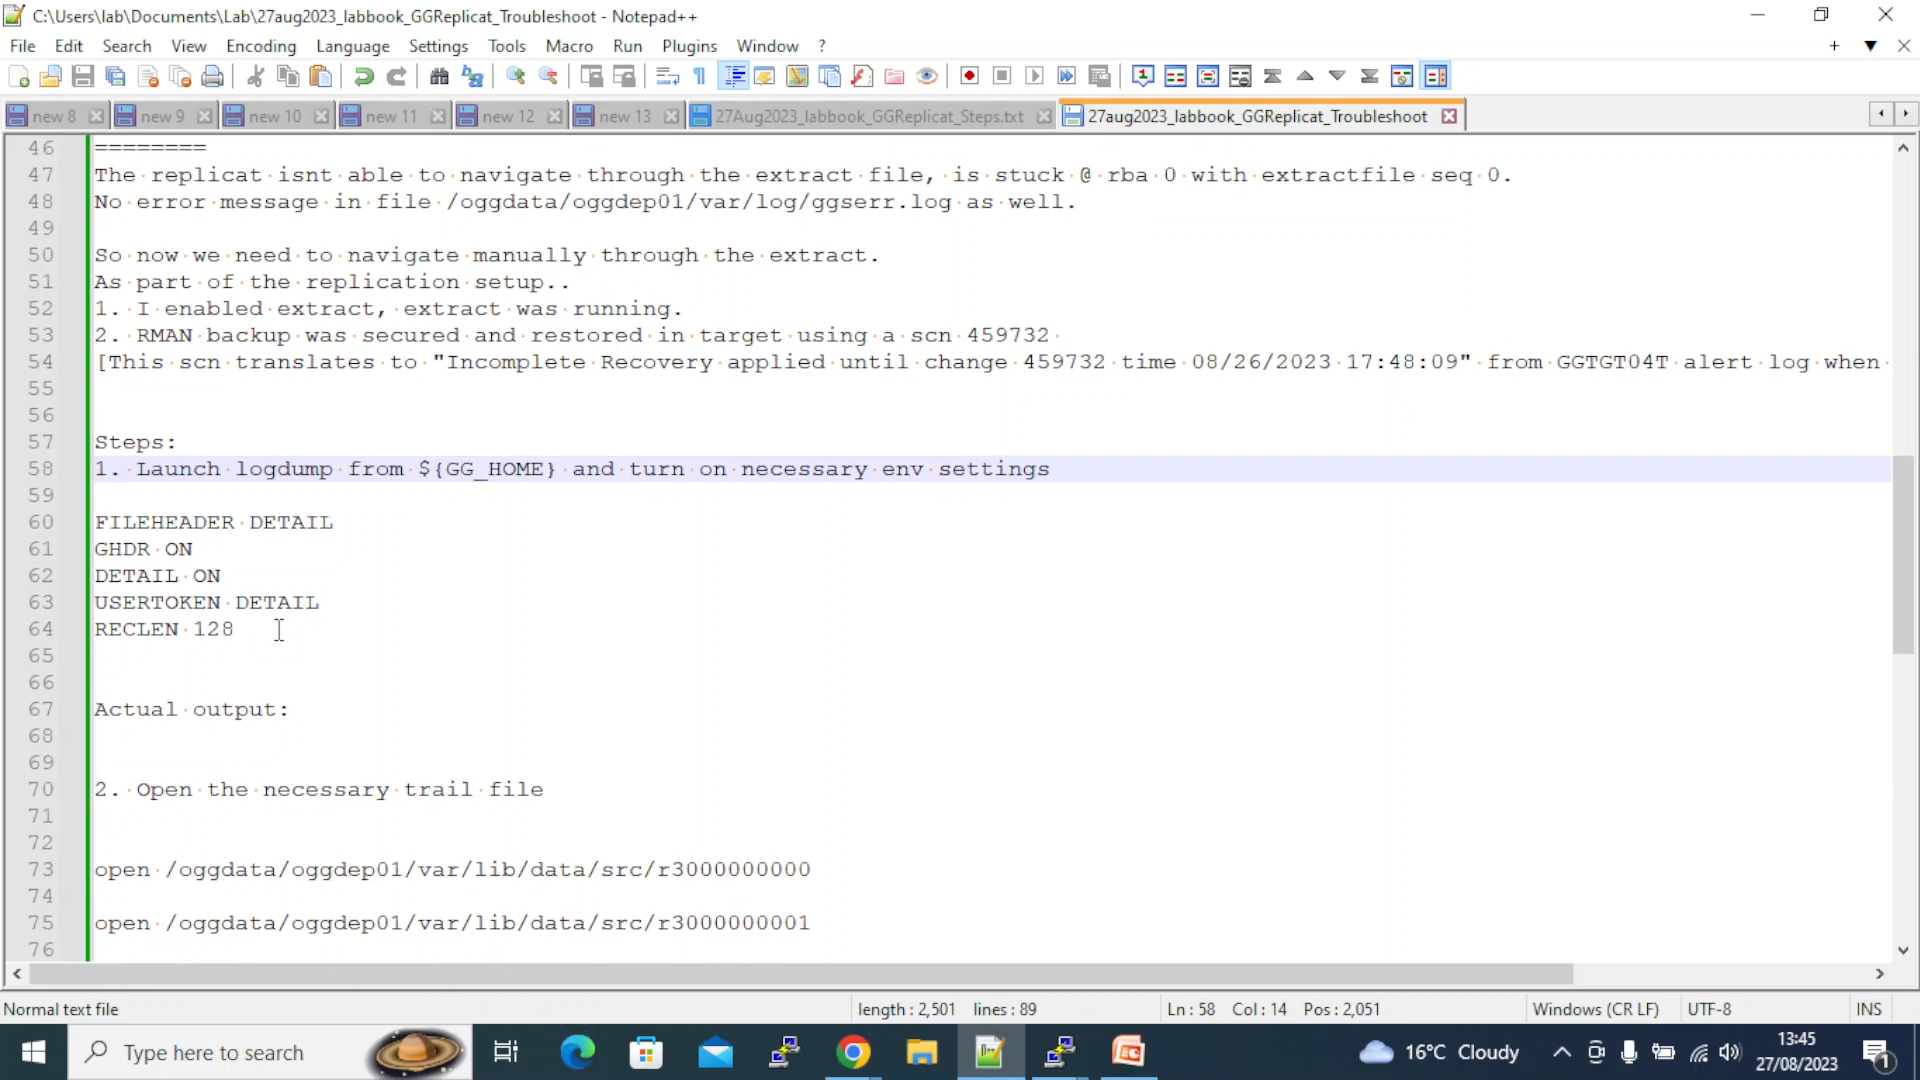 C:\Users\lab\Documents\Lab\27aug2023_labbook_GGReplicat_Troubleshoot - Notepad++
File Edit Search View Encoding Language Settings Tools Macro Run Plugins Window ?
new 8 new 9 new 10 new 11 new 12 new 13 27Aug2023_labbook_GGReplicat_Steps.txt 27aug2023_labbook_GGReplicat_Troubleshoot
46 ========
47 The replicat isnt able to navigate through the extract file, is stuck @ rba 0 with extractfile seq 0.
48 No error message in file /oggdata/oggdep01/var/log/ggserr.log as well.
49
50 So now we need to navigate manually through the extract.
51 As part of the replication setup..
52 1. I enabled extract, extract was running.
53 2. RMAN backup was secured and restored in target using a scn 459732
54 [This scn translates to "Incomplete Recovery applied until change 459732 time 08/26/2023 17:48:09" from GGTGT04T alert log when
55
56
57 Steps:
58 1. Launch logdump from ${GG_HOME} and turn on necessary env settings
59
60 FILEHEADER DETAIL
61 GHDR ON
62 DETAIL ON
63 USERTOKEN DETAIL
64 RECLEN 128
65
66
67 Actual output:
68
69
70 2. Open the necessary trail file
71
72
73 open /oggdata/oggdep01/var/lib/data/src/r3000000000
74
75 open /oggdata/oggdep01/var/lib/data/src/r3000000001
76
Normal text file length : 2,501 lines : 89 Ln : 58 Col : 14 Pos : 2,051 Windows (CR LF) UTF-8 INS
Type here to search 16°C Cloudy 13:45
27/08/2023 1